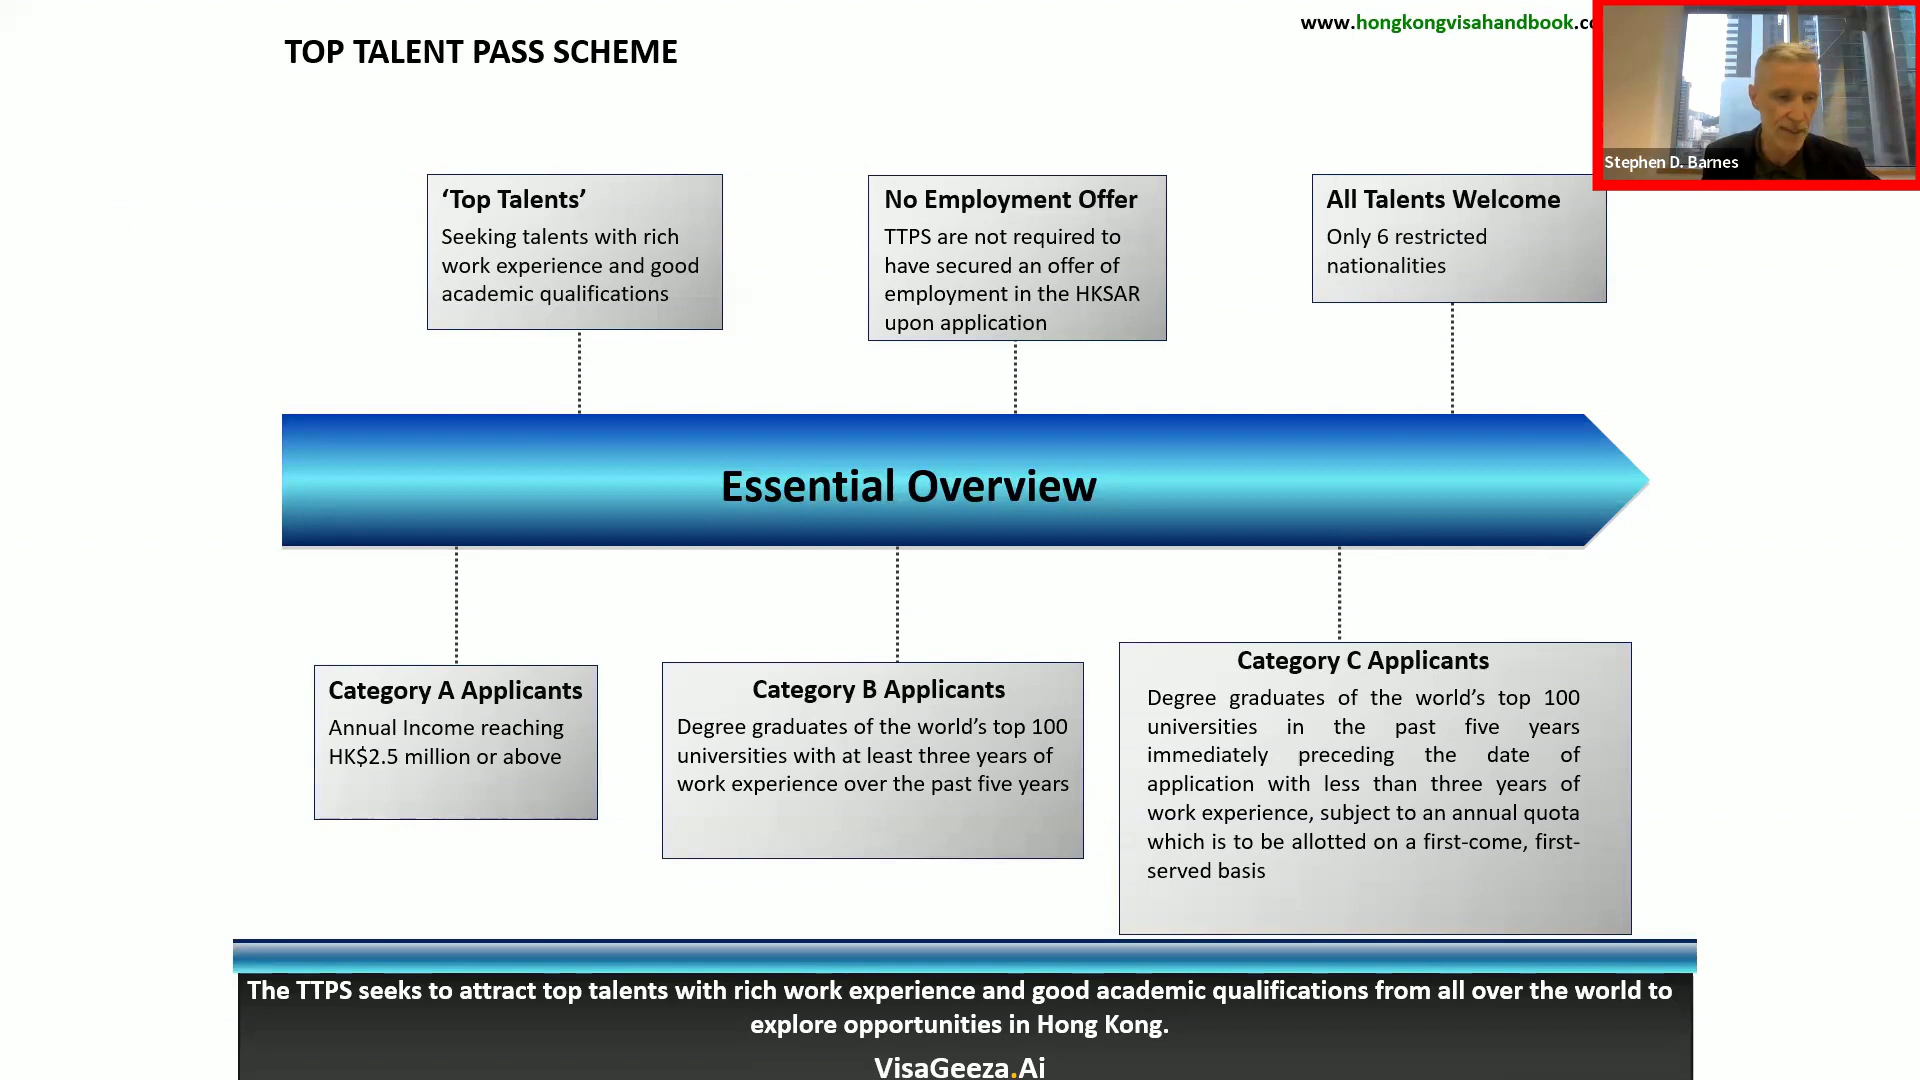 TOP TALENT PASS SCHEME
www.hongkongvisahandbook.co
Stephen D. Barnes
‘Top Talents’
Seeking talents with rich
work experience and good
academic qualifications
No Employment Offer
TTPS are not required to
have secured an offer of
employment in the HKSAR
upon application
All Talents Welcome
Only 6 restricted
nationalities
Essential Overview
Category A Applicants
Annual Income reaching
HK$2.5 million or above
Category B Applicants
Degree graduates of the world’s top 100
universities with at least three years of
work experience over the past five years
Category C Applicants
Degree graduates of the world’s top 100
universities in the past five years
immediately preceding the date of
application with less than three years of
work experience, subject to an annual quota
which is to be allotted on a first-come, first-
served basis
The TTPS seeks to attract top talents with rich work experience and good academic qualifications from all over the world to
explore opportunities in Hong Kong.
VisaGeeza.Ai